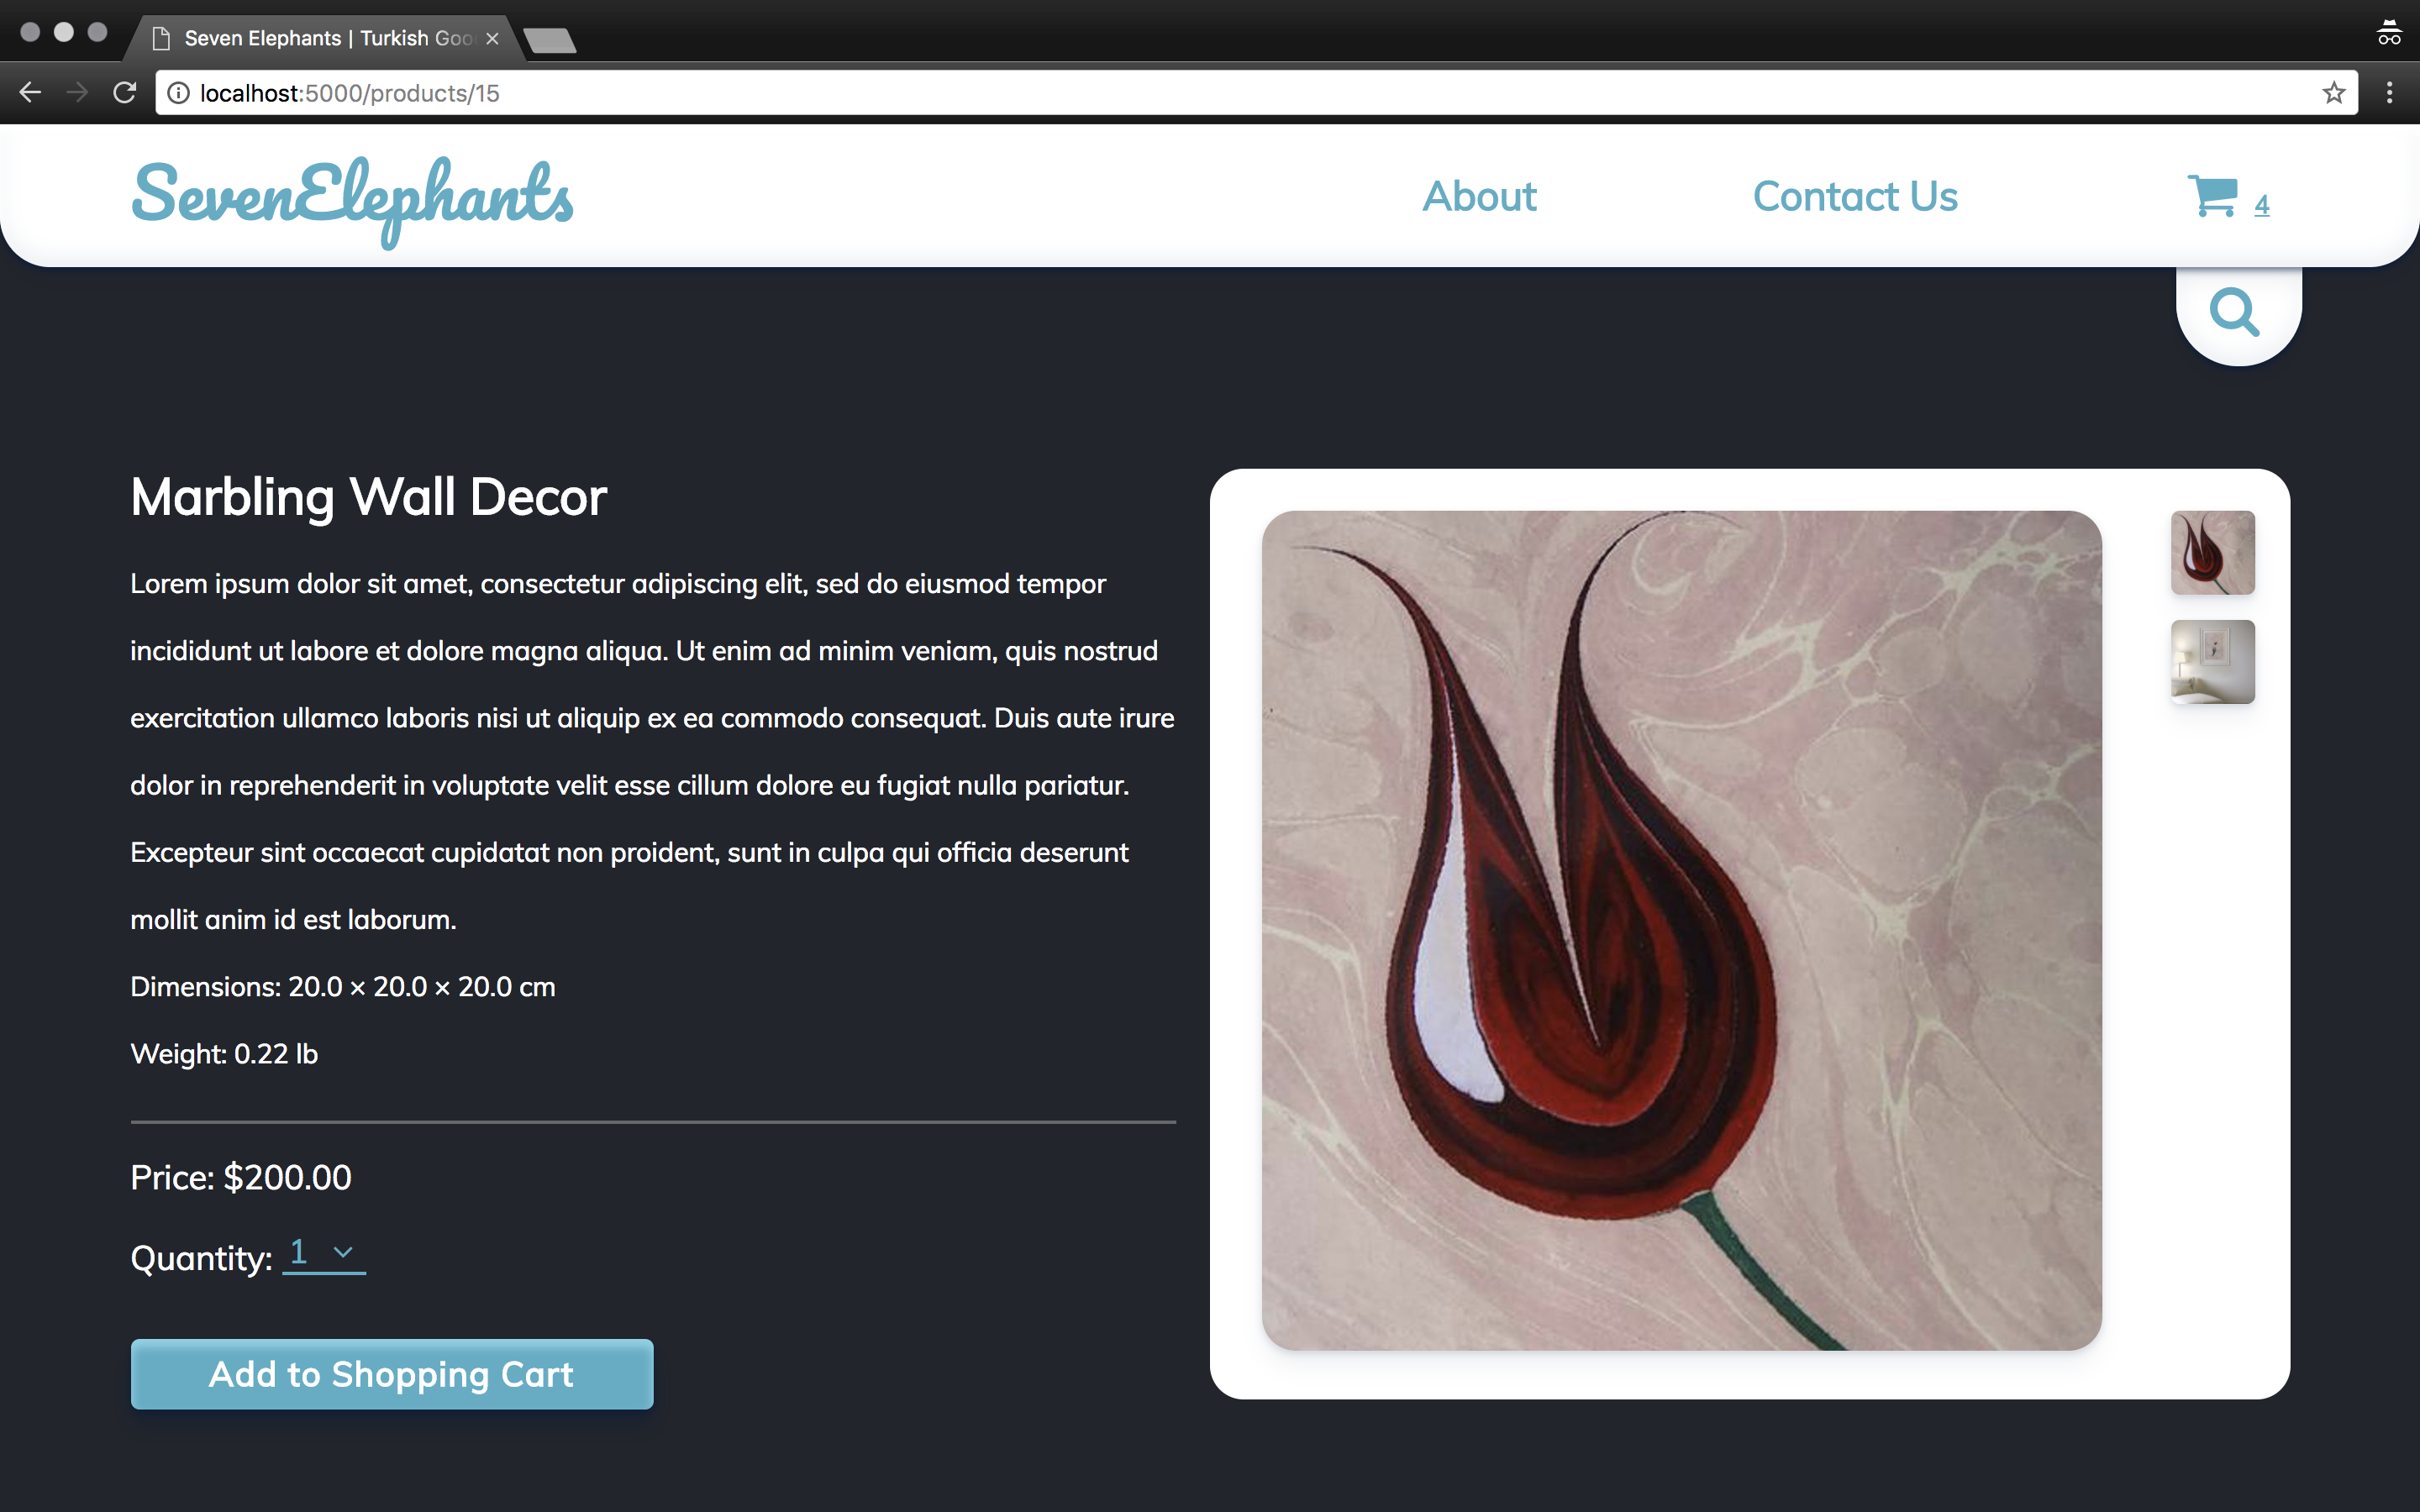 Seven Elephants | Turkish Goo
localhost:5000/products/15
SevenElephants
About
Contact Us
4
Marbling Wall Decor
Lorem ipsum dolor sit amet, consectetur adipiscing elit, sed do eiusmod tempor
incididunt ut labore et dolore magna aliqua. Ut enim ad minim veniam, quis nostrud
exercitation ullamco laboris nisi ut aliquip ex ea commodo consequat. Duis aute irure
dolor in reprehenderit in voluptate velit esse cillum dolore eu fugiat nulla pariatur.
Excepteur sint occaecat cupidatat non proident, sunt in culpa qui officia deserunt
mollit anim id est laborum.
Dimensions: 20.0 × 20.0 × 20.0 cm
Weight: 0.22 lb
Price: $200.00
Quantity: 1
Add to Shopping Cart